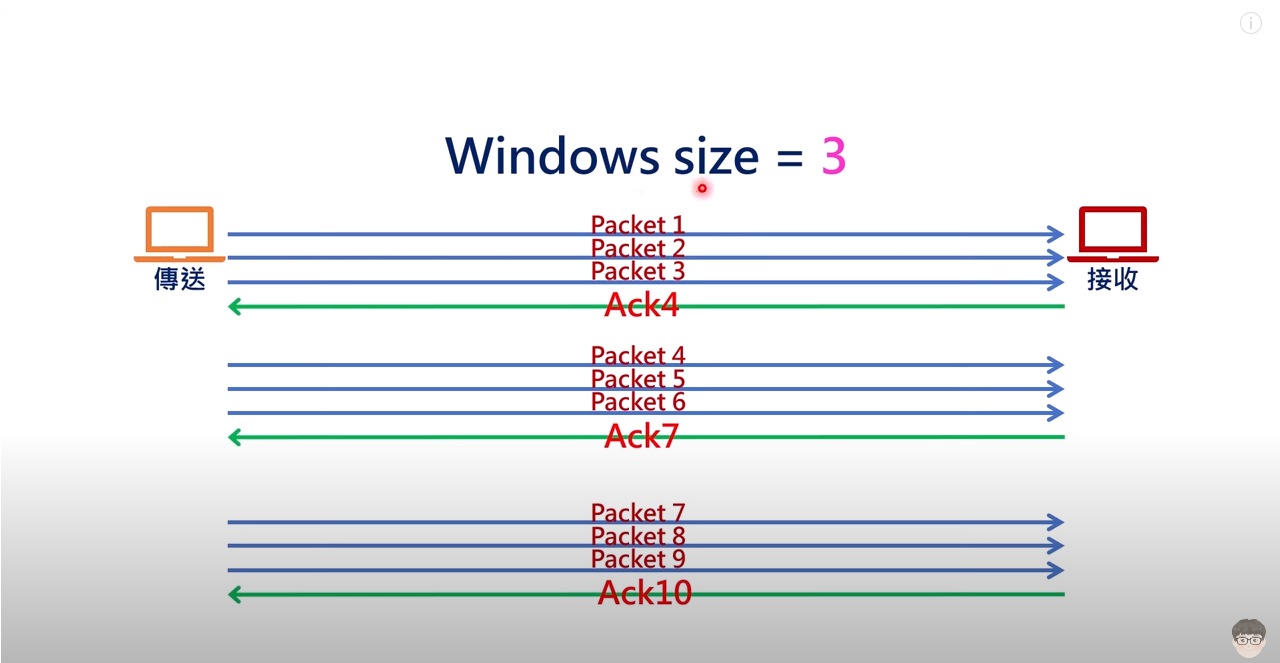 Windows size = 3
Packet 1
Packet 2
Packet 3
傳送
接收
Ack4
Packet 4
Packet 5
Packet 6
Ack7
Packet 7
Packet 8
Packet 9
Ack10